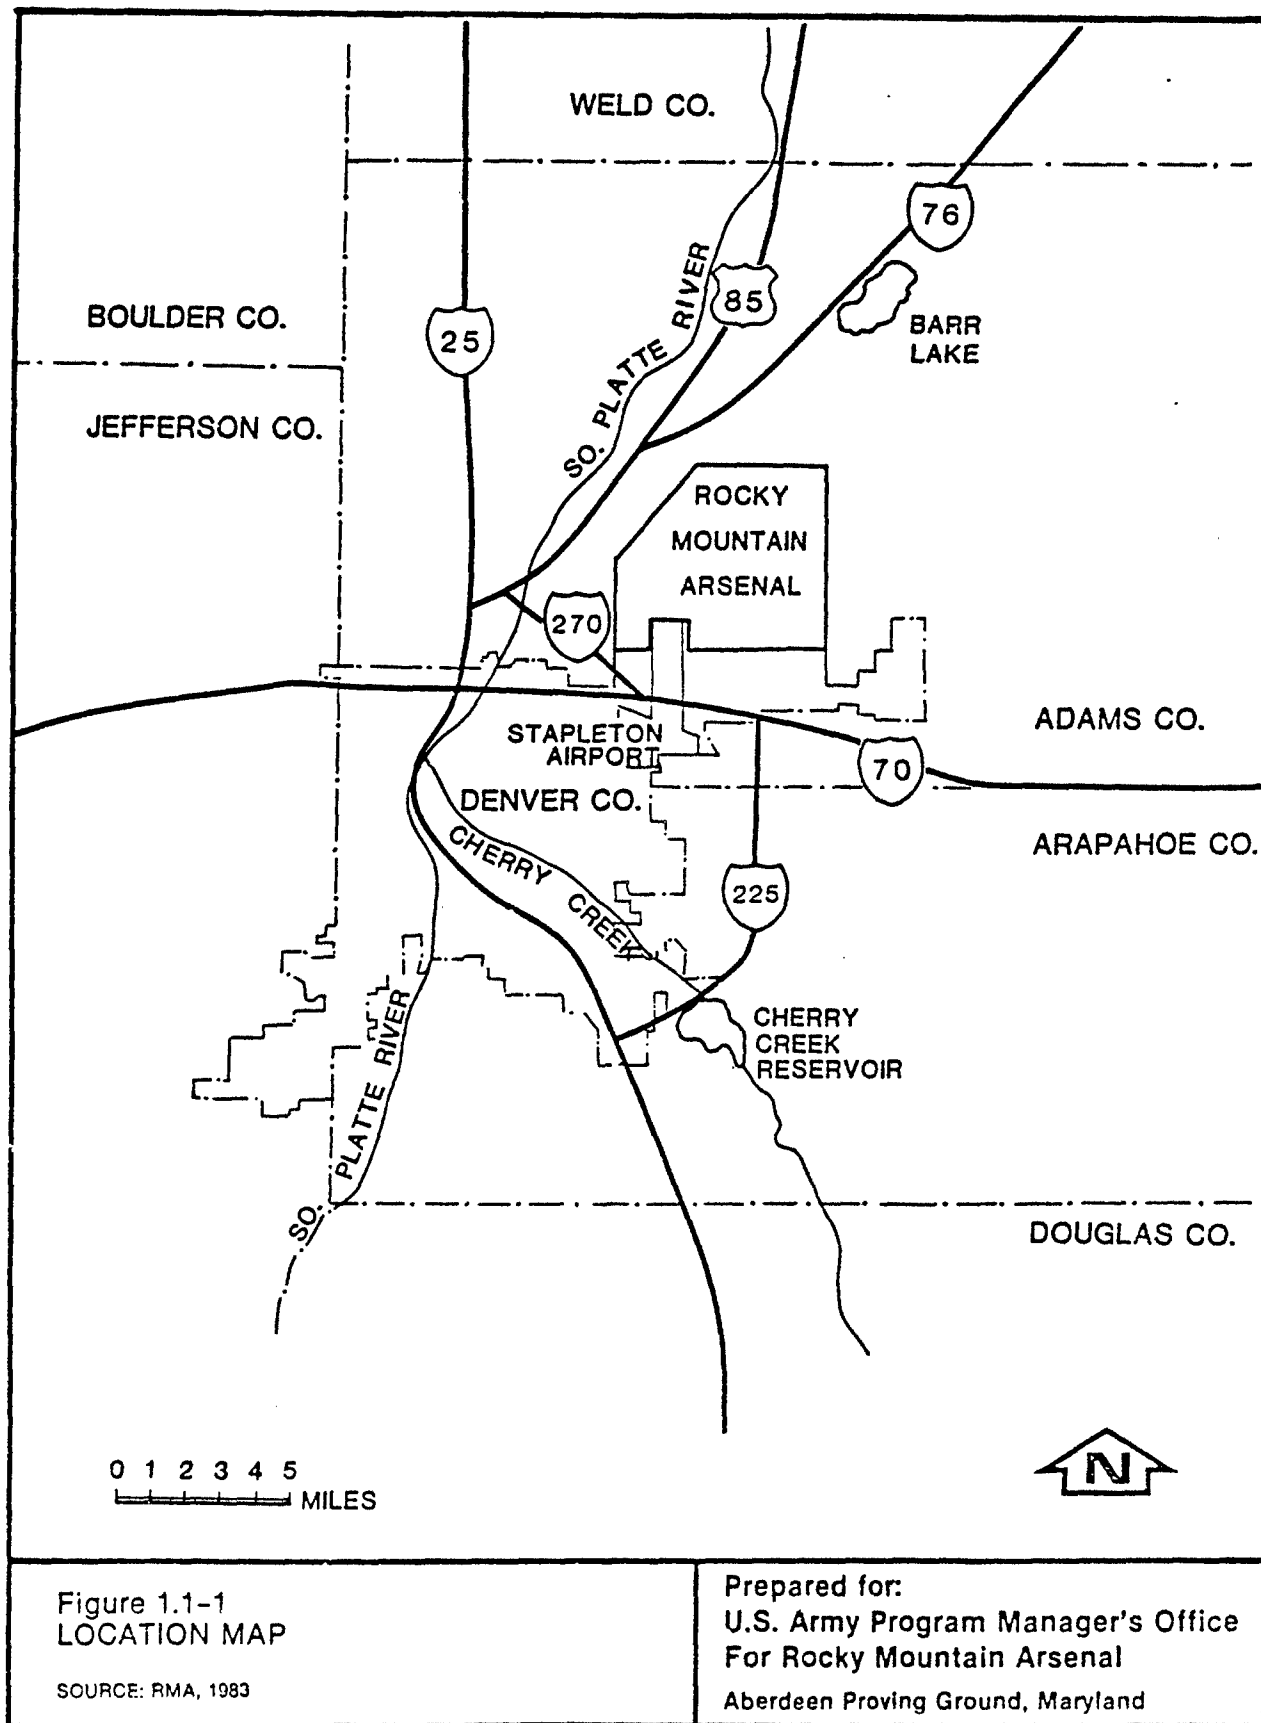 WELD CO.
76
SO. PLATTE RIVER
85
BOULDER CO.
25
BARR
LAKE
JEFFERSON CO.
ROCKY
MOUNTAIN
ARSENAL
270
ADAMS CO.
STAPLETON
AIRPORT
70
DENVER CO.
CHERRY CREEK
ARAPAHOE CO.
225
CHERRY
CREEK
RESERVOIR
SO. PLATTE RIVER
DOUGLAS CO.
0 1 2 3 4 5
MILES
N
Figure 1.1-1
LOCATION MAP
SOURCE: RMA, 1983
Prepared for:
U.S. Army Program Manager's Office
For Rocky Mountain Arsenal
Aberdeen Proving Ground, Maryland